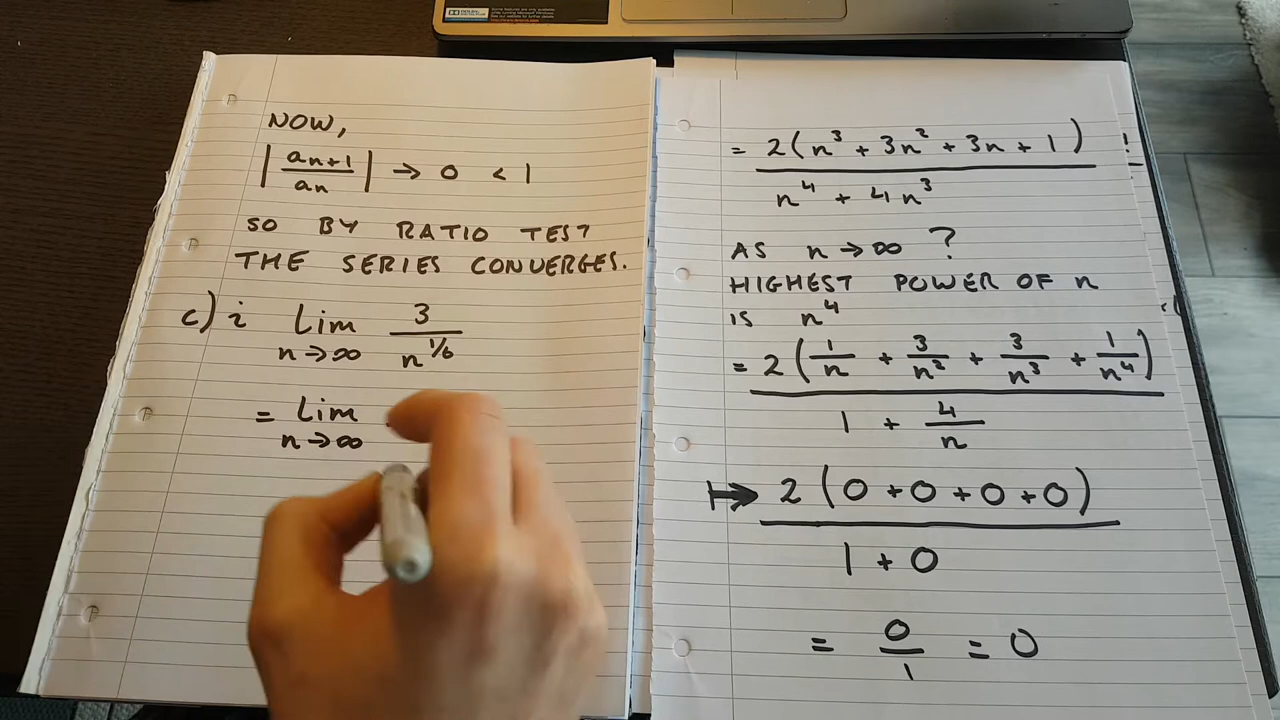 NOW,
|an+1/an| → 0 < 1
SO BY RATIO TEST
THE SERIES CONVERGES.
c) i Lim n→∞ 3/n^1/6
= Lim n→∞
= 2(n³ + 3n² + 3n + 1)/(n⁴ + 4n³)
!
AS n → ∞ ?
HIGHEST POWER OF n
IS n⁴
= 2(1/n + 3/n² + 3/n³ + 1/n⁴)/(1 + 4/n)
↦ 2(0 + 0 + 0 + 0)/(1 + 0)
= 0/1 = 0